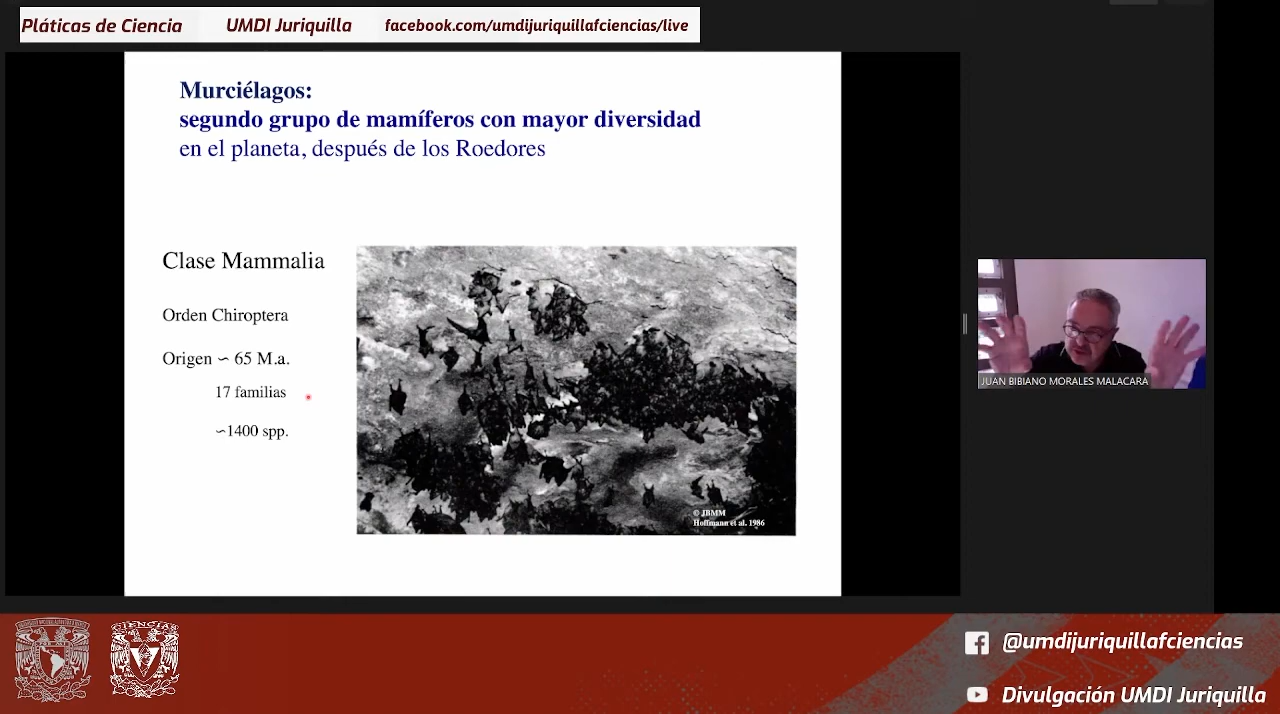 Pláticas de Ciencia UMDI Juriquilla facebook.com/umdijuriquillafciencias/live
Murciélagos:
segundo grupo de mamíferos con mayor diversidad
en el planeta, después de los Roedores
Clase Mammalia
Orden Chiroptera
Origen ∽ 65 M.a.
17 familias
∽1400 spp.
© JBMM
Hoffmann et al. 1986
JUAN BIBIANO MORALES MALACARA
CIENCIAS
@umdijuriquillafciencias
Divulgación UMDI Juriquilla